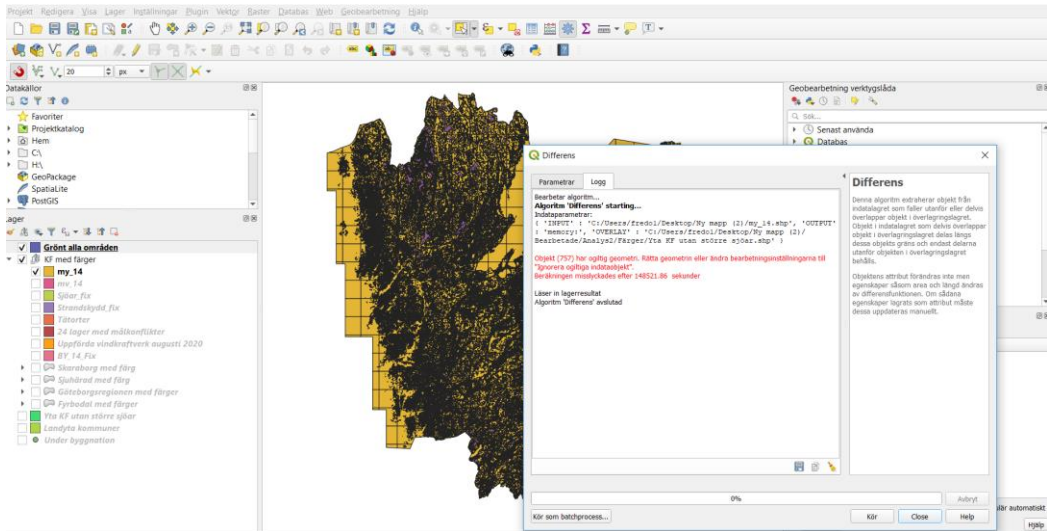 Projekt Redigera Visa Lager Inställningar Plugin Vektor Raster Databas Web Geobearbetning Hjälp
20
px
Datakällor
Favoriter
Projektkatalog
Hem
C:\
H:\
GeoPackage
SpatiaLite
PostGIS
Lager
Grönt alla områden
KF med färger
my_14
mv_14
Sjöar_fix
Strandskydd_fix
Tätorter
24 lager med målkonflikter
Uppförda vindkraftverk augusti 2020
BY_14_Fix
Skaraborg med färg
Sjuhärad med färg
Göteborgsregionen med färger
Fyrbodal med färger
Yta KF utan större sjöar
Landyta kommuner
Under byggnation
Geobearbetning verktygslåda
Sök...
Senast använda
Databas
Differens
Parametrar Logg
Bearbetar algoritm...
Algoritm 'Differens' starting...
Indataparametrar:
{ 'INPUT' : 'C:/Users/fredol/Desktop/Ny mapp (2)/my_14.shp', 'OUTPUT'
: 'memory:', 'OVERLAY' : 'C:/Users/fredol/Desktop/Ny mapp (2)/
Bearbetade/Analys2/Färger/Yta KF utan större sjöar.shp' }
Objekt (757) har ogiltig geometri. Rätta geometrin eller ändra bearbetningsinställningarna till
"Ignorera ogiltiga indataobjekt".
Beräkningen misslyckades efter 148521.86 sekunder
Läser in lagerresultat
Algoritm 'Differens' avslutad
Differens
Denna algoritm extraherar objekt från
indatalagret som faller utanför eller delvis
överlappar objekt i överlagringslagret.
Objekt i indatalagret som delvis överlappar
objekt i överlagringslagret delas längs
dessa objekts gräns och endast delarna
utanför objekten i överlagringslagret
behålls.
Objektens attribut förändras inte men
egenskaper såsom area och längd ändras
av differensfunktionen. Om sådana
egenskaper lagrats som attribut måste
dessa uppdateras manuellt.
0%
Avbryt
Kör som batchprocess...
Kör Close Help
lär automatiskt
Hjälp